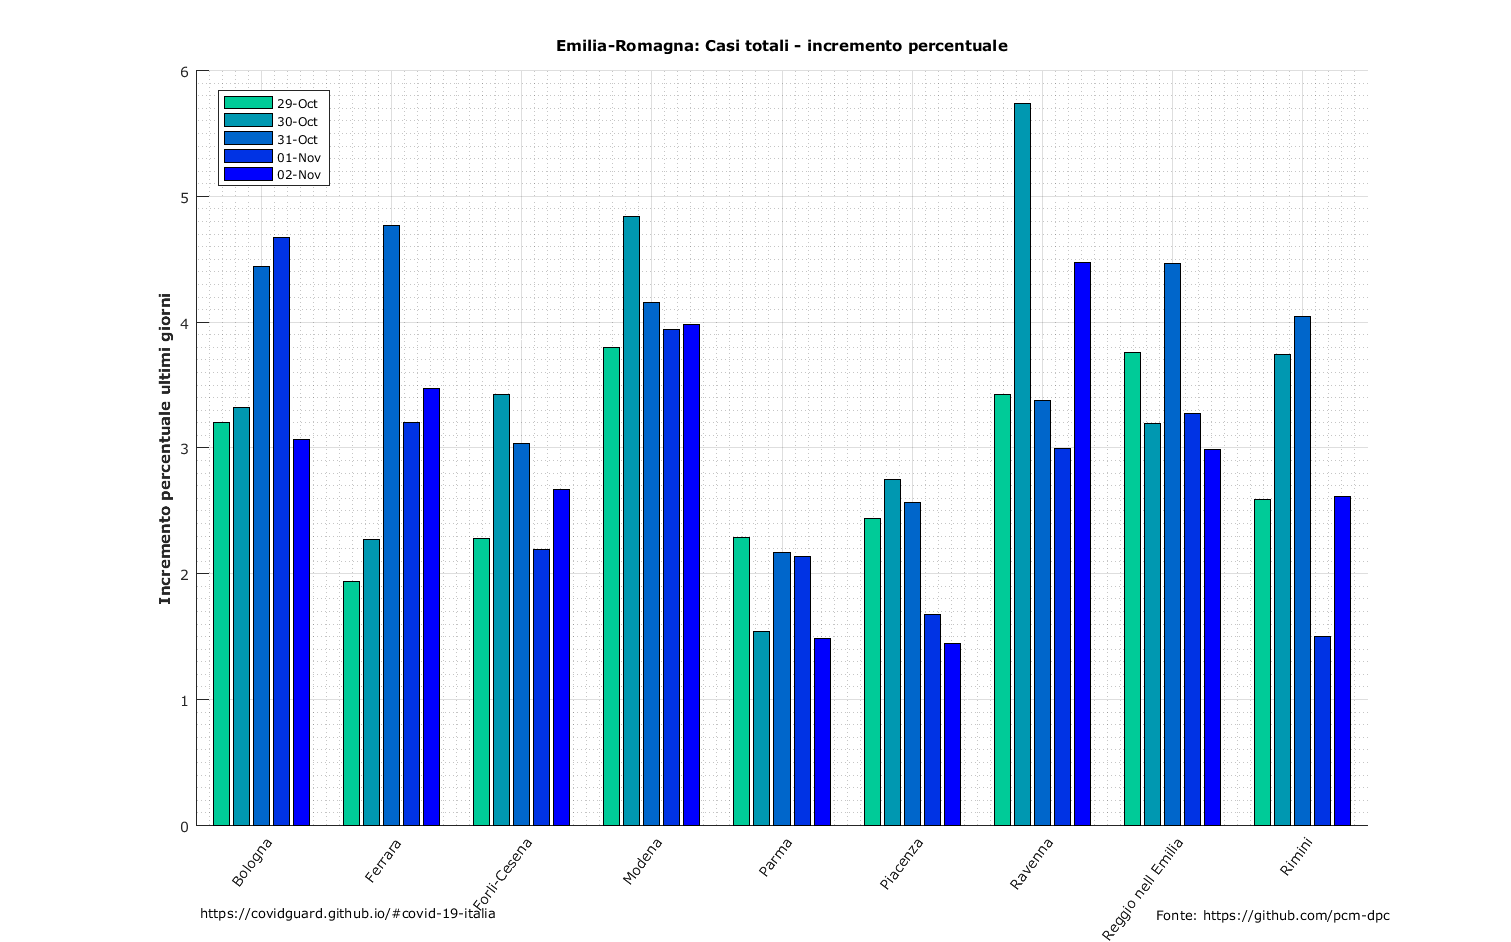 Emilia-Romagna: Casi totali - incremento percentuale
6
5
4
3
2
1
0
29-Oct
30-Oct
31-Oct
01-Nov
02-Nov
Incremento percentuale ultimi giorni
Bologna
Ferrara
Forlì-Cesena
Modena
Parma
Piacenza
Ravenna
Reggio nell Emilia
Rimini
https://covidguard.github.io/#covid-19-italia
Fonte: https://github.com/pcm-dpc